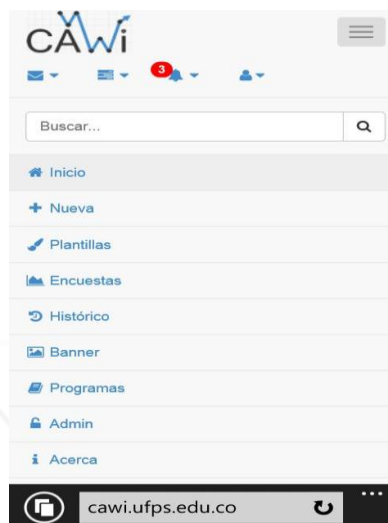 CAWi
3
Buscar...
Inicio
Nueva
Plantillas
Encuestas
Histórico
Banner
Programas
Admin
Acerca
cawi.ufps.edu.co